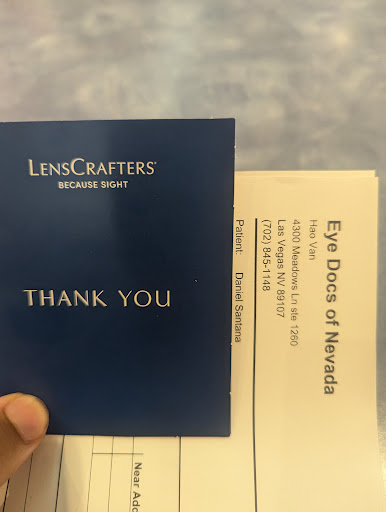 LENSCRAFTERS®
BECAUSE SIGHT
THANK YOU
Eye Docs of Nevada
Hao Van
4300 Meadows Ln ste 1260
Las Vegas NV 89107
(702) 845-1148
Patient: Daniel Santana
Near Add